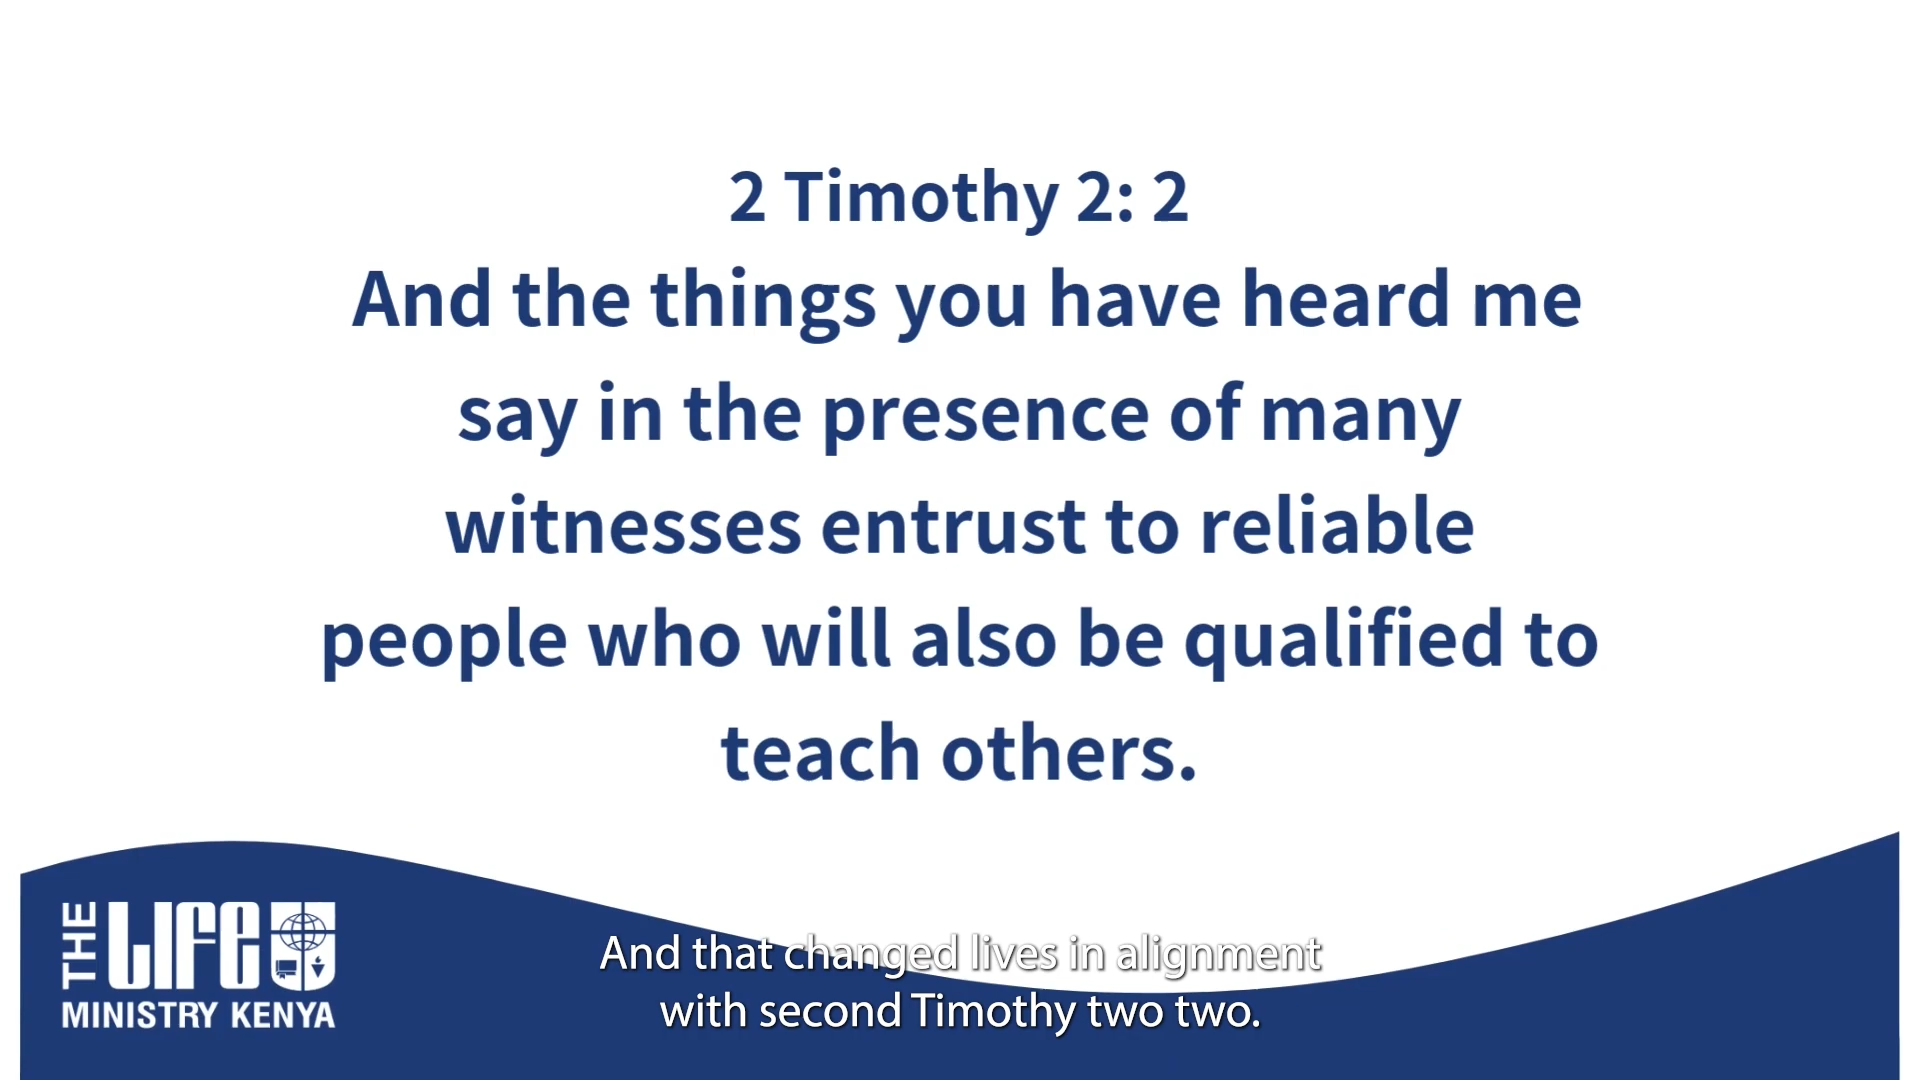 2 Timothy 2: 2
And the things you have heard me
say in the presence of many
witnesses entrust to reliable
people who will also be qualified to
teach others.
THE LIFE
MINISTRY KENYA
And that changed lives in alignment
with second Timothy two two.